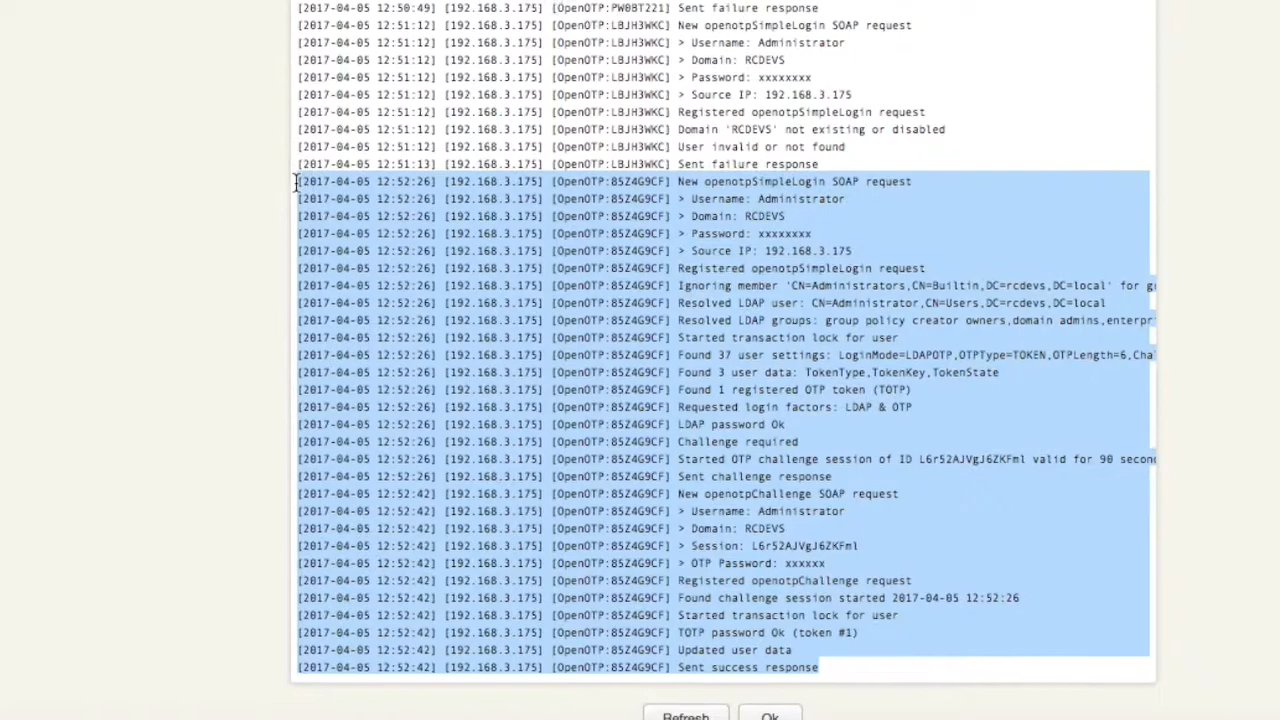 [2017-04-05 12:50:49] [192.168.3.175] [OpenOTP:PW0BT221] Sent failure response
[2017-04-05 12:51:12] [192.168.3.175] [OpenOTP:LBJH3WKC] New openotpSimpleLogin SOAP request
[2017-04-05 12:51:12] [192.168.3.175] [OpenOTP:LBJH3WKC] > Username: Administrator
[2017-04-05 12:51:12] [192.168.3.175] [OpenOTP:LBJH3WKC] > Domain: RCDEVS
[2017-04-05 12:51:12] [192.168.3.175] [OpenOTP:LBJH3WKC] > Password: xxxxxxxx
[2017-04-05 12:51:12] [192.168.3.175] [OpenOTP:LBJH3WKC] > Source IP: 192.168.3.175
[2017-04-05 12:51:12] [192.168.3.175] [OpenOTP:LBJH3WKC] Registered openotpSimpleLogin request
[2017-04-05 12:51:12] [192.168.3.175] [OpenOTP:LBJH3WKC] Domain 'RCDEVS' not existing or disabled
[2017-04-05 12:51:12] [192.168.3.175] [OpenOTP:LBJH3WKC] User invalid or not found
[2017-04-05 12:51:13] [192.168.3.175] [OpenOTP:LBJH3WKC] Sent failure response
[2017-04-05 12:52:26] [192.168.3.175] [OpenOTP:85Z4G9CF] New openotpSimpleLogin SOAP request
[2017-04-05 12:52:26] [192.168.3.175] [OpenOTP:85Z4G9CF] > Username: Administrator
[2017-04-05 12:52:26] [192.168.3.175] [OpenOTP:85Z4G9CF] > Domain: RCDEVS
[2017-04-05 12:52:26] [192.168.3.175] [OpenOTP:85Z4G9CF] > Password: xxxxxxxx
[2017-04-05 12:52:26] [192.168.3.175] [OpenOTP:85Z4G9CF] > Source IP: 192.168.3.175
[2017-04-05 12:52:26] [192.168.3.175] [OpenOTP:85Z4G9CF] Registered openotpSimpleLogin request
[2017-04-05 12:52:26] [192.168.3.175] [OpenOTP:85Z4G9CF] Ignoring member 'CN=Administrators,CN=Builtin,DC=rcdevs,DC=local' for
[2017-04-05 12:52:26] [192.168.3.175] [OpenOTP:85Z4G9CF] Resolved LDAP user: CN=Administrator,CN=Users,DC=rcdevs,DC=local
[2017-04-05 12:52:26] [192.168.3.175] [OpenOTP:85Z4G9CF] Resolved LDAP groups: group policy creator owners,domain admins,enterpr
[2017-04-05 12:52:26] [192.168.3.175] [OpenOTP:85Z4G9CF] Started transaction lock for user
[2017-04-05 12:52:26] [192.168.3.175] [OpenOTP:85Z4G9CF] Found 37 user settings: LoginMode=LDAPOTP,OTPType=TOKEN,OTPLength=6,Cha
[2017-04-05 12:52:26] [192.168.3.175] [OpenOTP:85Z4G9CF] Found 3 user data: TokenType,TokenKey,TokenState
[2017-04-05 12:52:26] [192.168.3.175] [OpenOTP:85Z4G9CF] Found 1 registered OTP token (TOTP)
[2017-04-05 12:52:26] [192.168.3.175] [OpenOTP:85Z4G9CF] Requested login factors: LDAP & OTP
[2017-04-05 12:52:26] [192.168.3.175] [OpenOTP:85Z4G9CF] LDAP password Ok
[2017-04-05 12:52:26] [192.168.3.175] [OpenOTP:85Z4G9CF] Challenge required
[2017-04-05 12:52:26] [192.168.3.175] [OpenOTP:85Z4G9CF] Started OTP challenge session of ID L6r52AJVgJ6ZKFml valid for 90 secon
[2017-04-05 12:52:26] [192.168.3.175] [OpenOTP:85Z4G9CF] Sent challenge response
[2017-04-05 12:52:42] [192.168.3.175] [OpenOTP:85Z4G9CF] New openotpChallenge SOAP request
[2017-04-05 12:52:42] [192.168.3.175] [OpenOTP:85Z4G9CF] > Username: Administrator
[2017-04-05 12:52:42] [192.168.3.175] [OpenOTP:85Z4G9CF] > Domain: RCDEVS
[2017-04-05 12:52:42] [192.168.3.175] [OpenOTP:85Z4G9CF] > Session: L6r52AJVgJ6ZKFml
[2017-04-05 12:52:42] [192.168.3.175] [OpenOTP:85Z4G9CF] > OTP Password: xxxxxx
[2017-04-05 12:52:42] [192.168.3.175] [OpenOTP:85Z4G9CF] Registered openotpChallenge request
[2017-04-05 12:52:42] [192.168.3.175] [OpenOTP:85Z4G9CF] Found challenge session started 2017-04-05 12:52:26
[2017-04-05 12:52:42] [192.168.3.175] [OpenOTP:85Z4G9CF] Started transaction lock for user
[2017-04-05 12:52:42] [192.168.3.175] [OpenOTP:85Z4G9CF] TOTP password Ok (token #1)
[2017-04-05 12:52:42] [192.168.3.175] [OpenOTP:85Z4G9CF] Updated user data
[2017-04-05 12:52:42] [192.168.3.175] [OpenOTP:85Z4G9CF] Sent success response
Refresh Ok